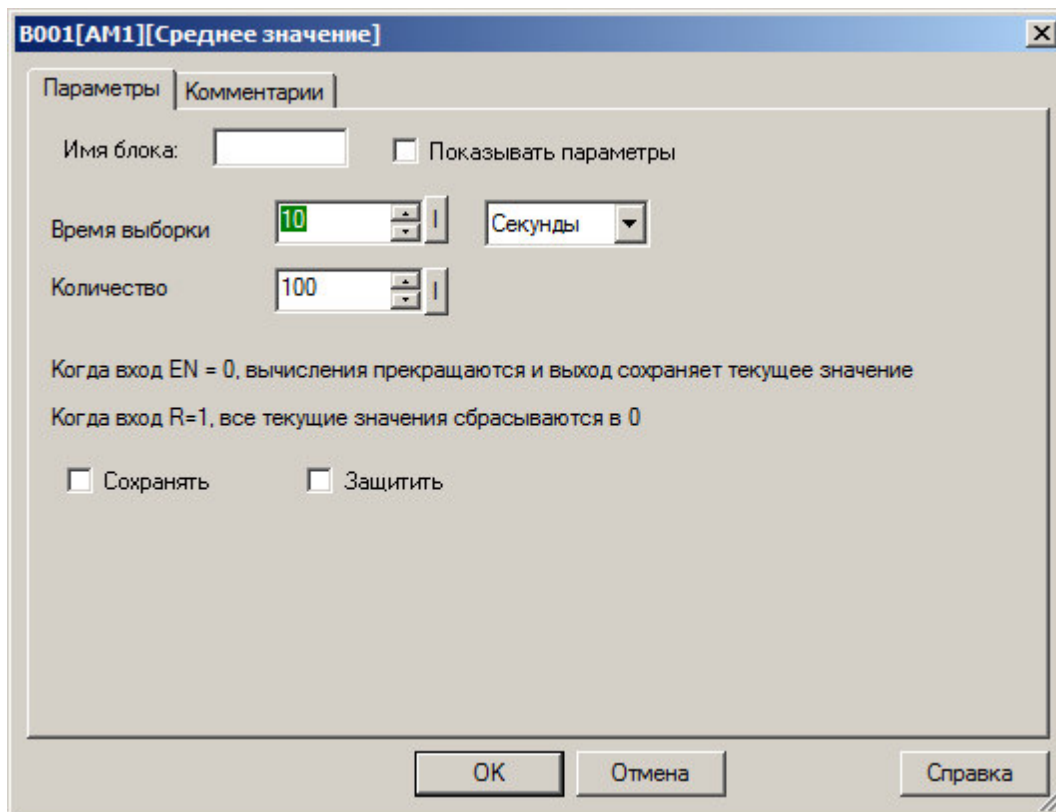 B001[AM1][Среднее значение]
Параметры Комментарии
Имя блока: Показывать параметры
Время выборки 10 Секунды
Количество 100
Когда вход EN = 0, вычисления прекращаются и выход сохраняет текущее значение
Когда вход R=1, все текущие значения сбрасываются в 0
Сохранять Защитить
OK Отмена Справка